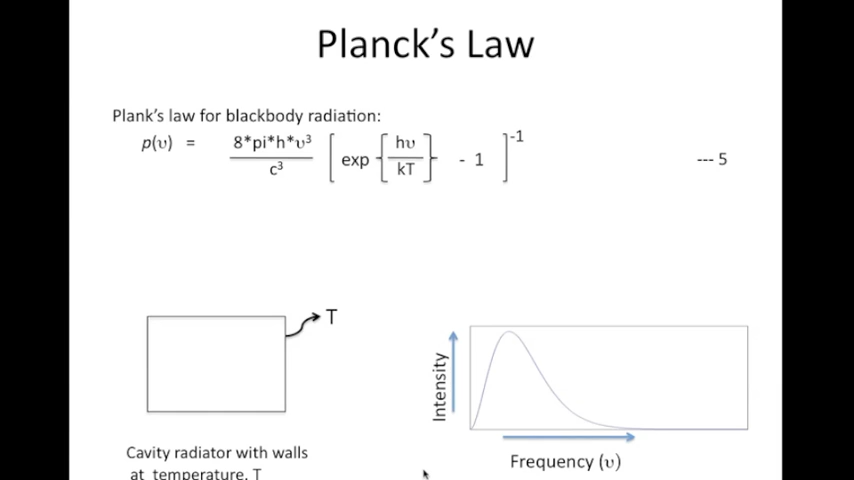 Planck's Law
Plank's law for blackbody radiation:
p(υ) = 8*pi*h*υ³ / c³ [ exp { hυ / kT } - 1 ]⁻¹ --- 5
T
Intensity
Frequency (υ)
Cavity radiator with walls
at temperature, T